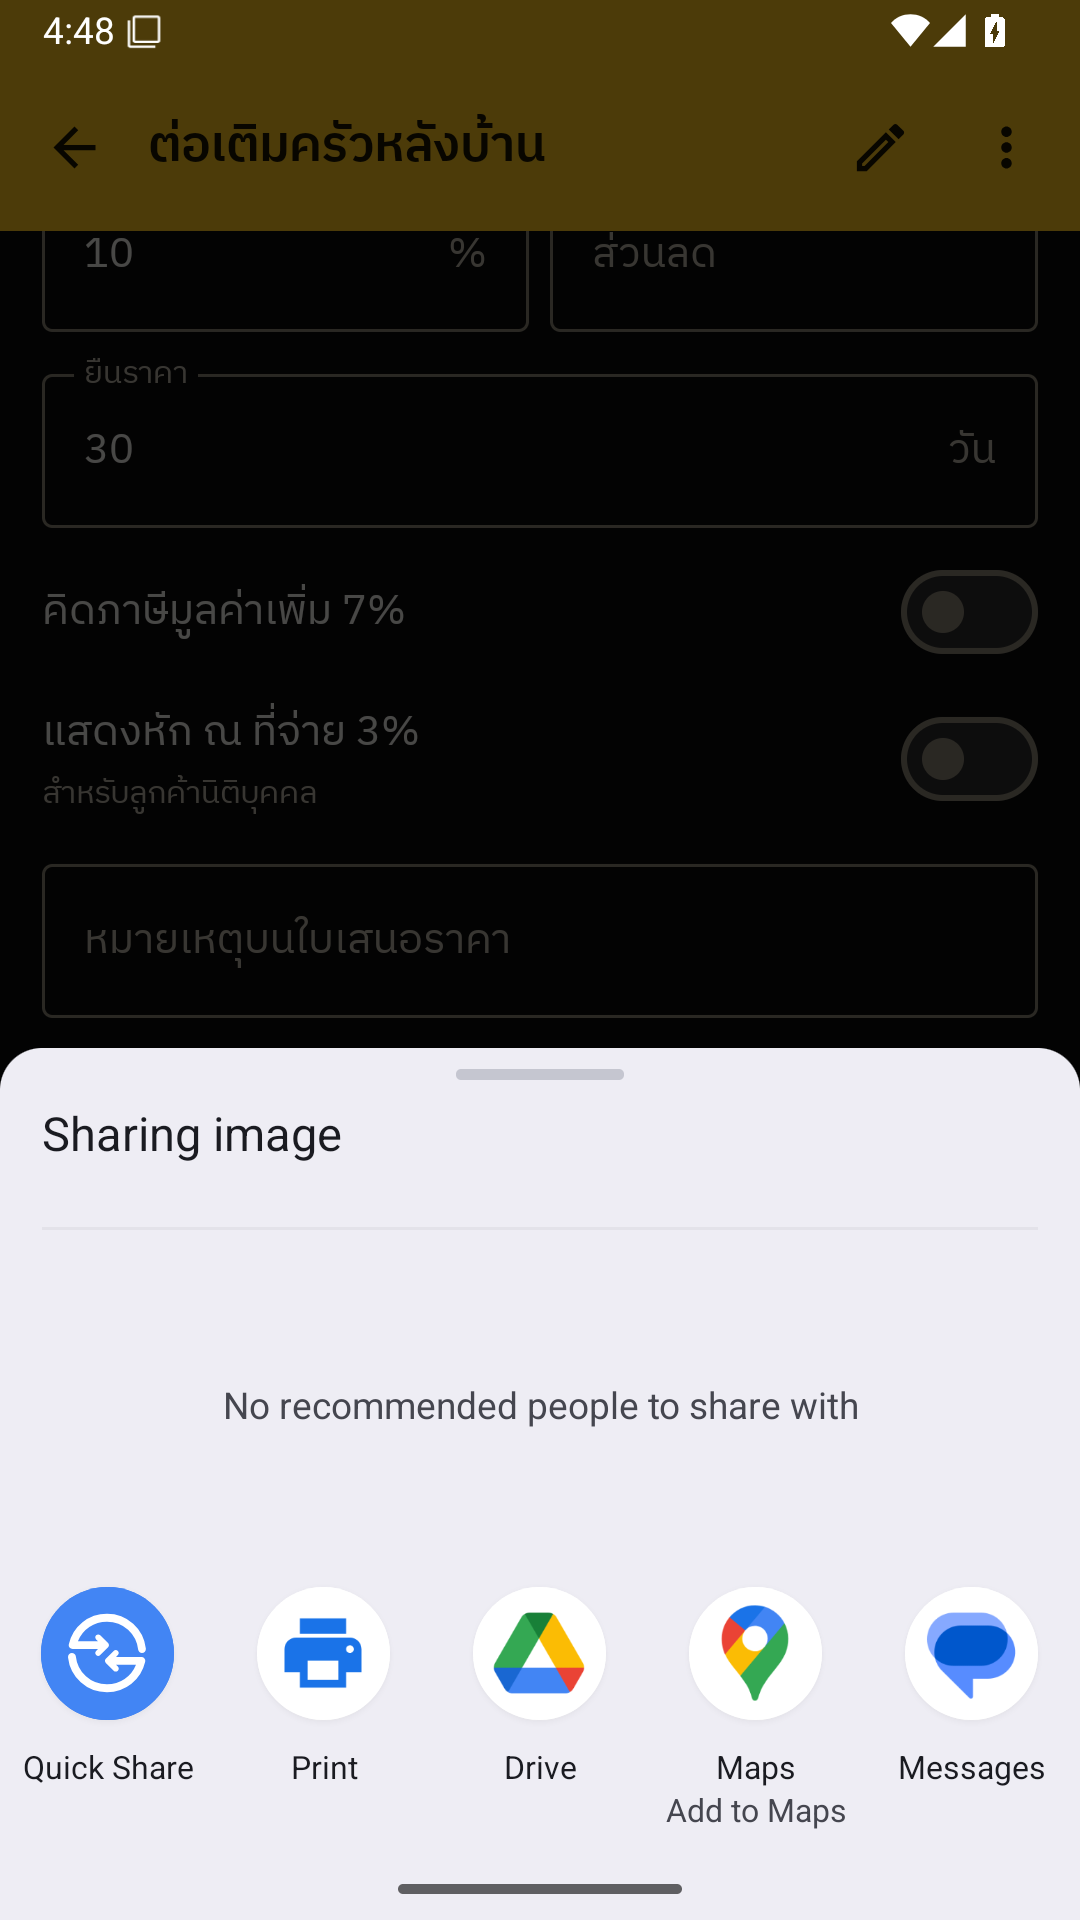 4:48
ต่อเติมครัวหลังบ้าน
10 %
ส่วนลด
ยืนราคา
30 วัน
คิดภาษีมูลค่าเพิ่ม 7%
แสดงหัก ณ ที่จ่าย 3%
สำหรับลูกค้านิติบุคคล
หมายเหตุบนใบเสนอราคา
Sharing image
No recommended people to share with
Quick Share
Print
Drive
Maps
Add to Maps
Messages